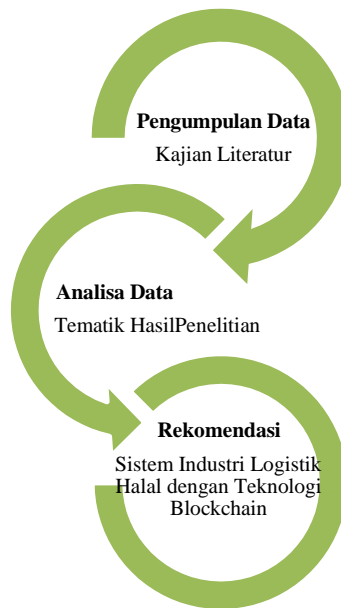 Pengumpulan Data
Kajian Literatur
Analisa Data
Tematik HasilPenelitian
Rekomendasi
Sistem Industri Logistik
Halal dengan Teknologi
Blockchain